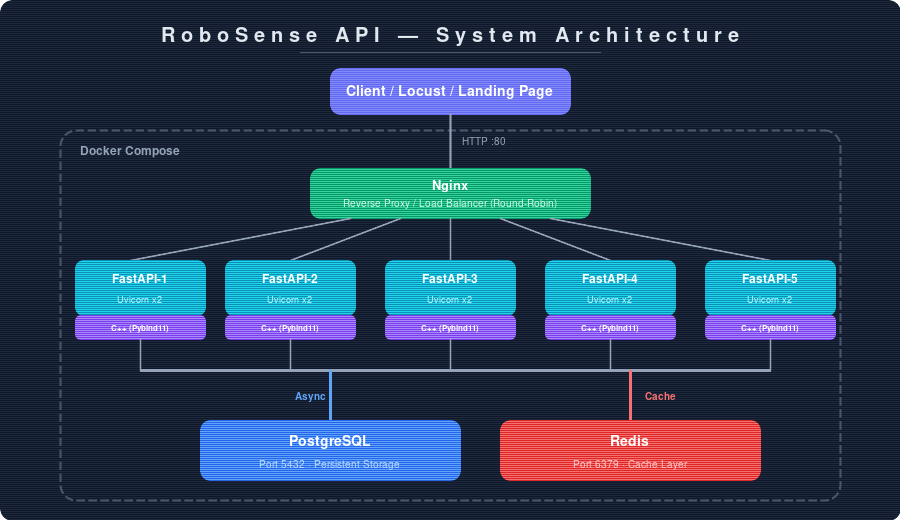 RoboSense API — System Architecture
Client / Locust / Landing Page
HTTP :80
Docker Compose
Nginx
Reverse Proxy / Load Balancer (Round-Robin)
FastAPI-1
Uvicorn x2
C++ (Pybind11)
FastAPI-2
Uvicorn x2
C++ (Pybind11)
FastAPI-3
Uvicorn x2
C++ (Pybind11)
FastAPI-4
Uvicorn x2
C++ (Pybind11)
FastAPI-5
Uvicorn x2
C++ (Pybind11)
Async
Cache
PostgreSQL
Port 5432 · Persistent Storage
Redis
Port 6379 · Cache Layer